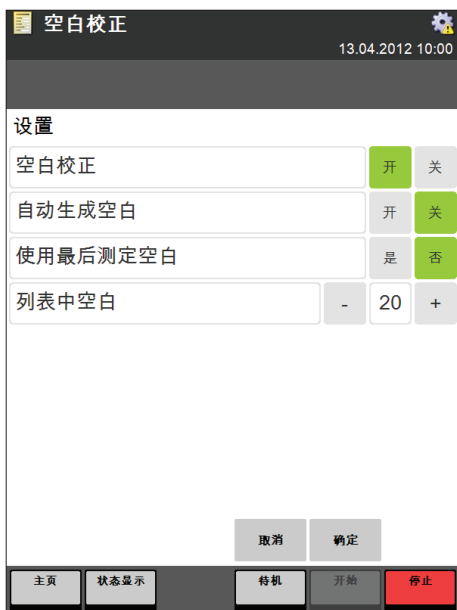 空白校正
13.04.2012 10:00
设置
空白校正 开 关
自动生成空白 开 关
使用最后测定空白 是 否
列表中空白 - 20 +
取消 确定
主页 状态显示 待机 开始 停止